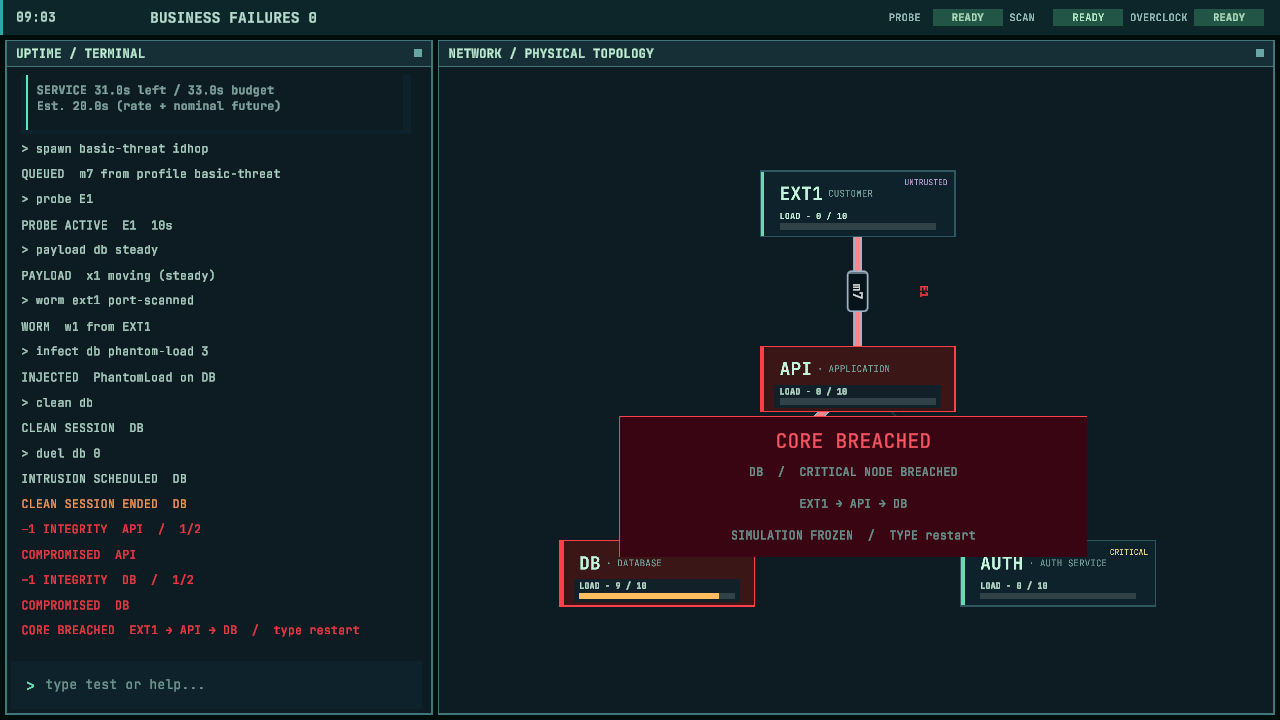 09:03
BUSINESS FAILURES 0
PROBE READY SCAN READY OVERCLOCK READY
UPTIME / TERMINAL
SERVICE 31.0s left / 33.0s budget
Est. 20.0s (rate + nominal future)
> spawn basic-threat idhop
QUEUED m7 from profile basic-threat
> probe E1
PROBE ACTIVE E1 10s
> payload db steady
PAYLOAD x1 moving (steady)
> worm ext1 port-scanned
WORM w1 from EXT1
> infect db phantom-load 3
INJECTED PhantomLoad on DB
> clean db
CLEAN SESSION DB
> duel db 0
INTRUSION SCHEDULED DB
CLEAN SESSION ENDED DB
−1 INTEGRITY API / 1/2
COMPROMISED API
−1 INTEGRITY DB / 1/2
COMPROMISED DB
CORE BREACHED EXT1 → API → DB / type restart
> type test or help...
NETWORK / PHYSICAL TOPOLOGY
UNTRUSTED
EXT1 CUSTOMER
LOAD - 0 / 10
m7
E1
API · APPLICATION
LOAD - 0 / 10
CORE BREACHED
DB / CRITICAL NODE BREACHED
EXT1 → API → DB
SIMULATION FROZEN / TYPE restart
DB · DATABASE
LOAD - 9 / 10
CRITICAL
AUTH · AUTH SERVICE
LOAD - 0 / 10